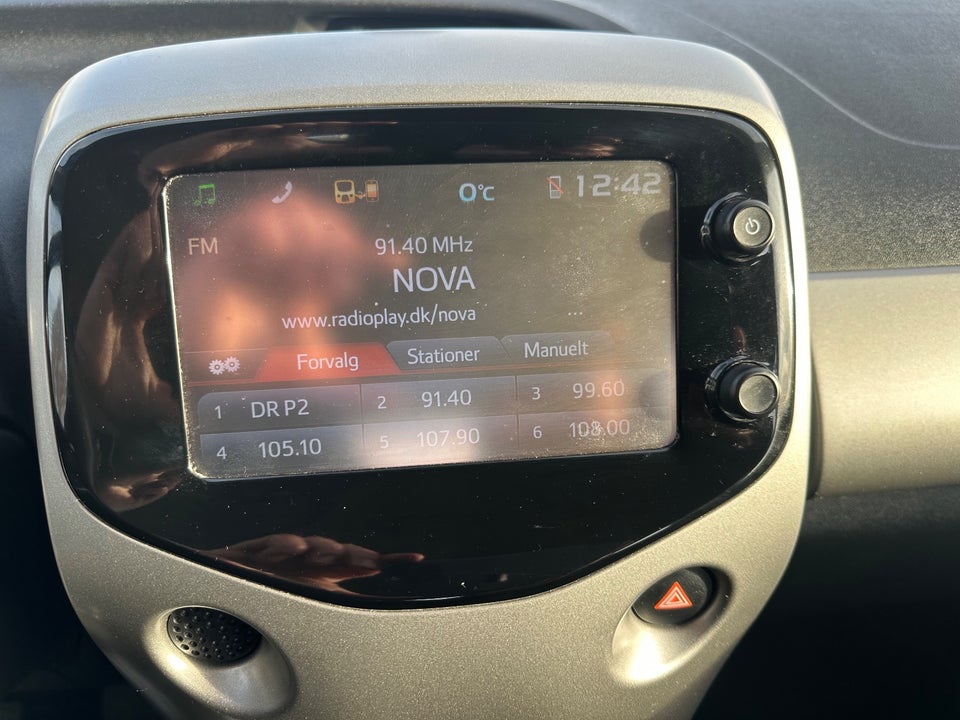 0°C 12:42
FM 91.40 MHz
NOVA
www.radioplay.dk/nova
Forvalg Stationer Manuelt
1 DR P2 2 91.40 3 99.60
4 105.10 5 107.90 6 108.00